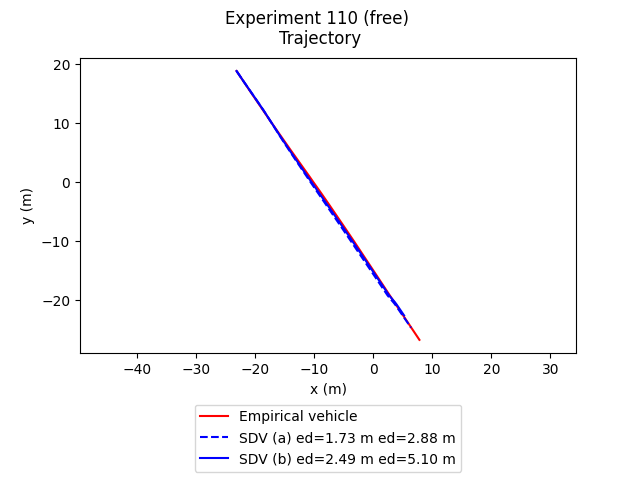 Experiment 110 (free)
Trajectory
20
10
0
−10
−20
y (m)
−40
−30
−20
−10
0
10
20
30
x (m)
Empirical vehicle
SDV (a) ed=1.73 m ed=2.88 m
SDV (b) ed=2.49 m ed=5.10 m